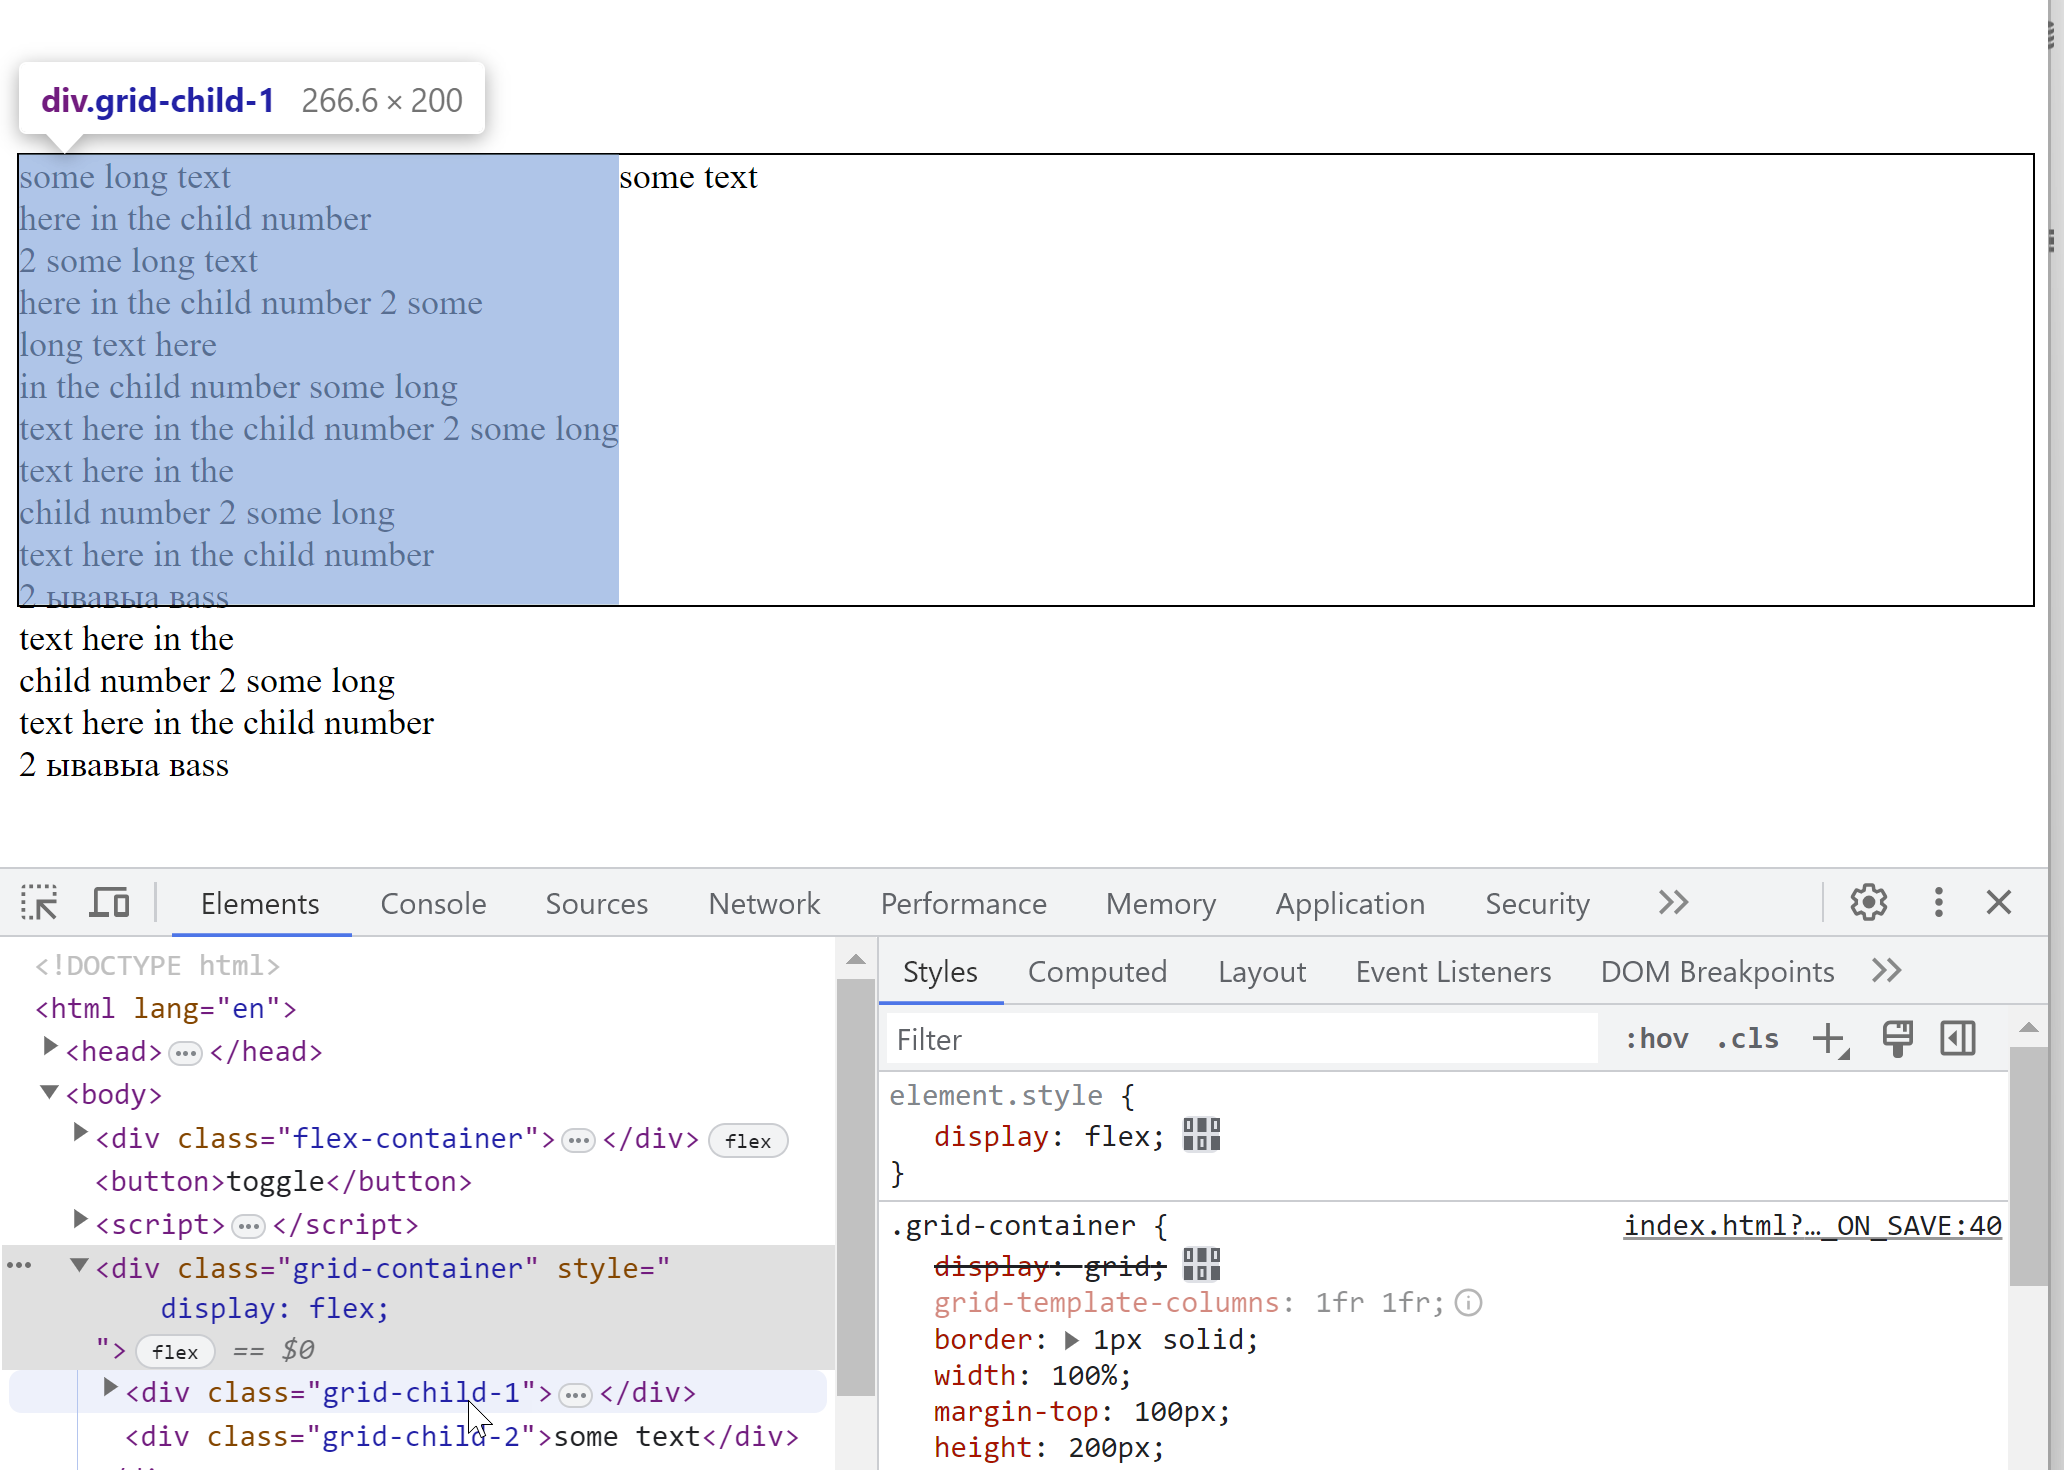 div.grid-child-1 266.6 × 200
some long text
here in the child number
2 some long text
here in the child number 2 some
long text here
in the child number some long
text here in the child number 2 some long
text here in the
child number 2 some long
text here in the child number
2 ывавыа вass
text here in the
child number 2 some long
text here in the child number
2 ывавыа вass
some text
Elements Console Sources Network Performance Memory Application Security
<!DOCTYPE html>
<html lang="en">
<head>…</head>
<body>
<div class="flex-container">…</div> flex
<button>toggle</button>
<script>…</script>
<div class="grid-container" style="
display: flex;
"> flex == $0
<div class="grid-child-1">…</div>
<div class="grid-child-2">some text</div>
Styles Computed Layout Event Listeners DOM Breakpoints
Filter :hov .cls
element.style {
display: flex;
}
.grid-container { index.html?…_ON_SAVE:40
display: grid;
grid-template-columns: 1fr 1fr;
border: 1px solid;
width: 100%;
margin-top: 100px;
height: 200px;